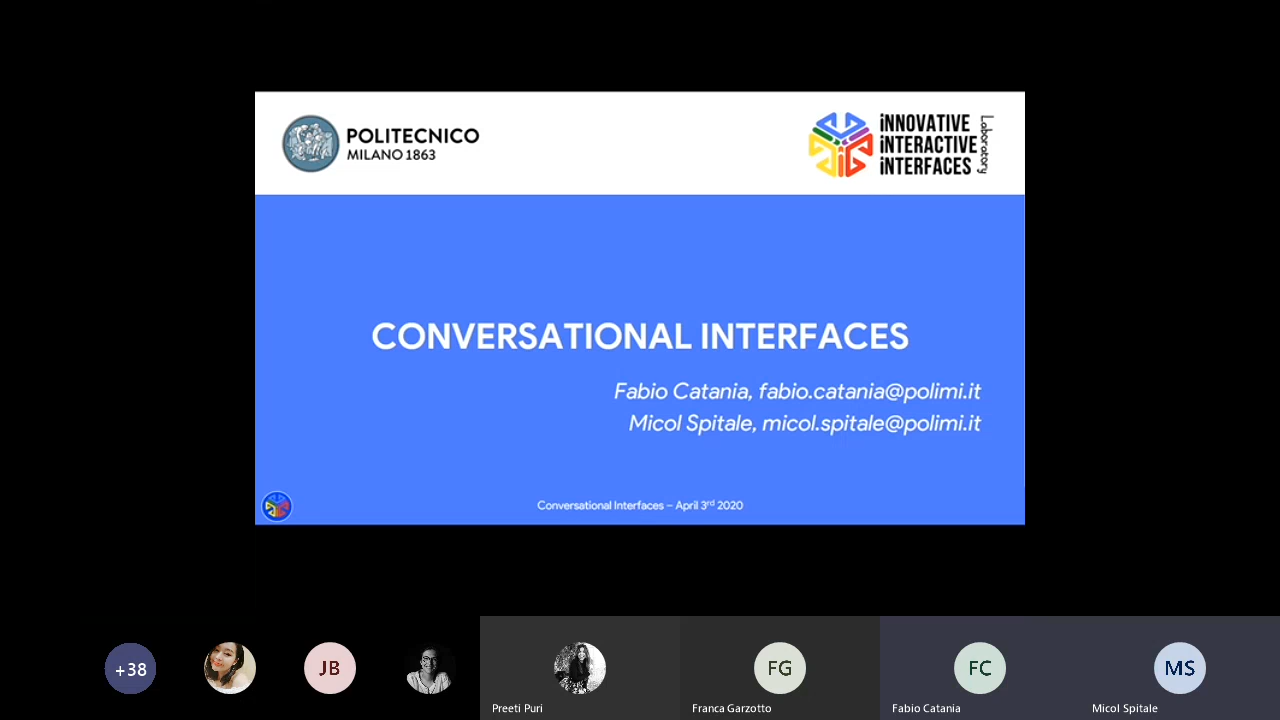 POLITECNICO
MILANO 1863
iNNOVATIVE
iNTERACTIVE
iNTERFACES
Laboratory
CONVERSATIONAL INTERFACES
Fabio Catania, fabio.catania@polimi.it
Micol Spitale, micol.spitale@polimi.it
Conversational Interfaces – April 3rd 2020
+38
JB
FG
FC
MS
Preeti Puri
Franca Garzotto
Fabio Catania
Micol Spitale